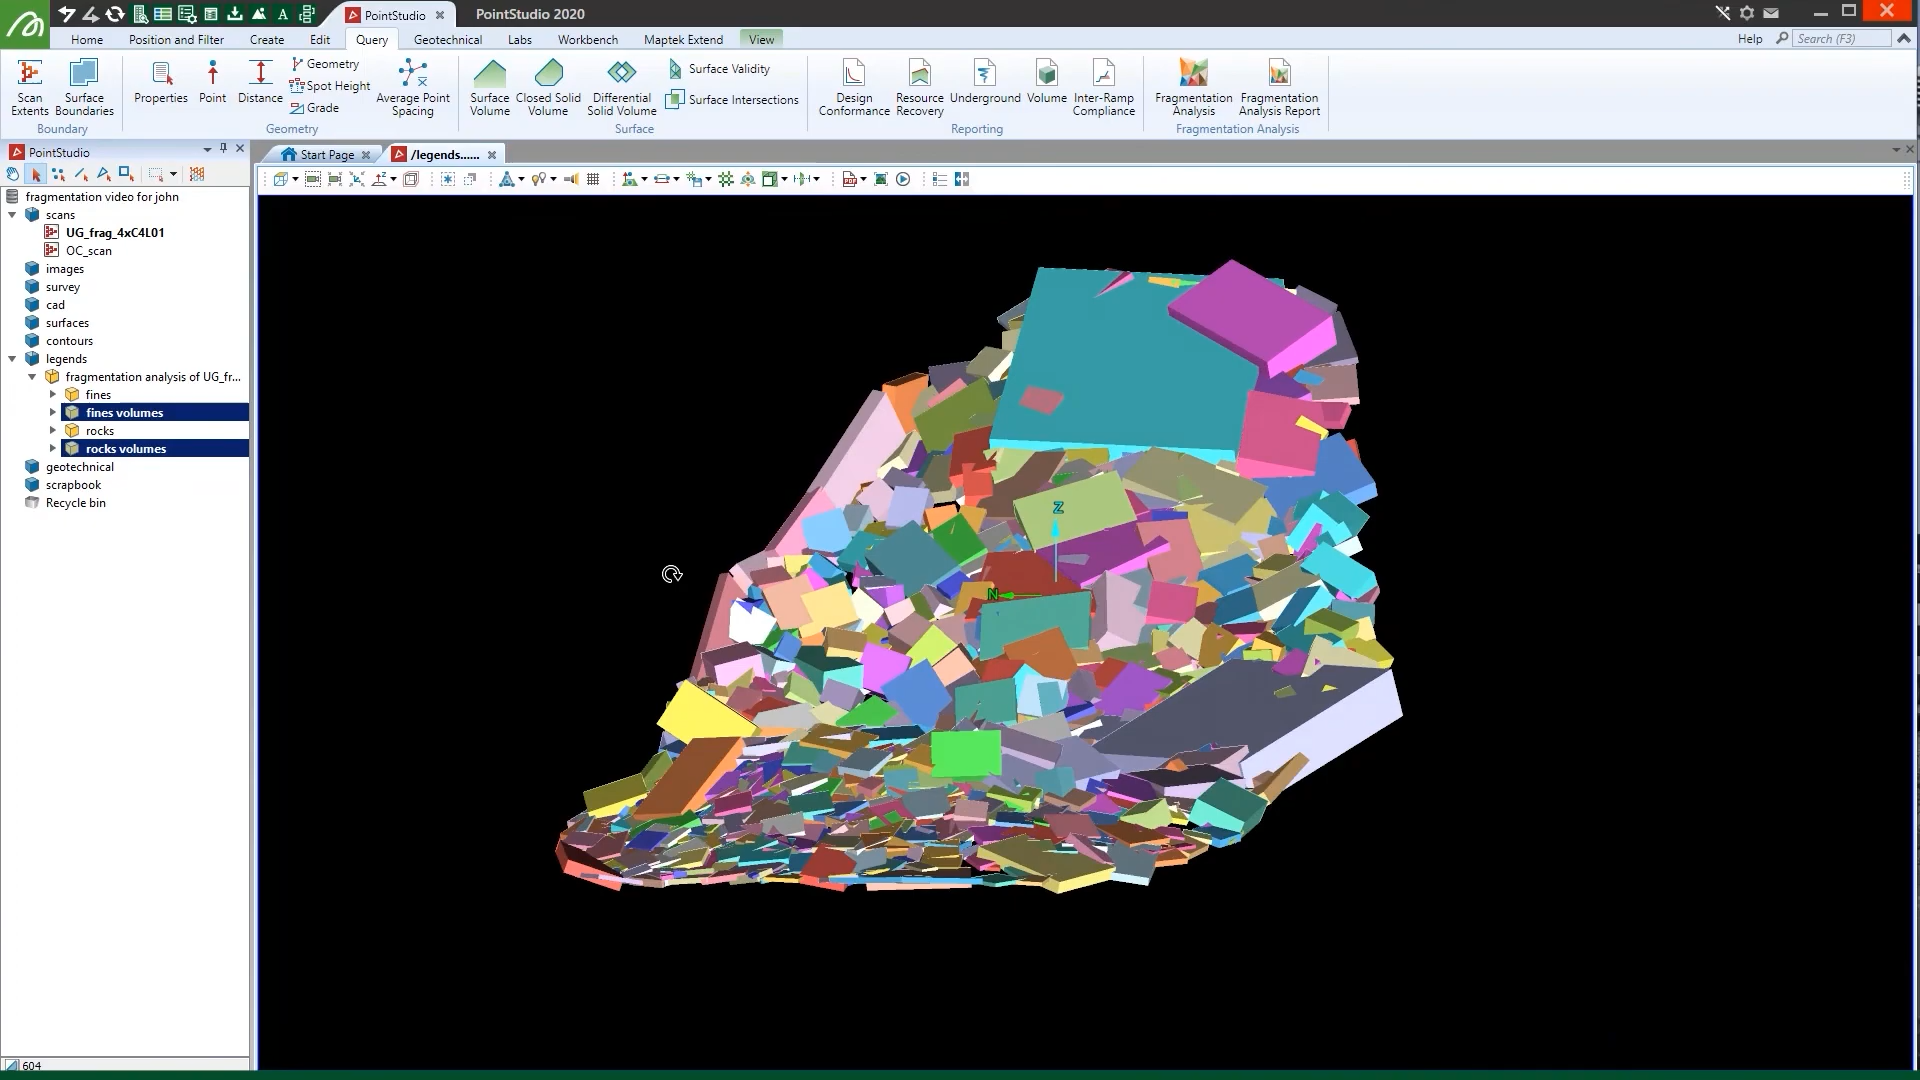 PointStudio
PointStudio 2020
Home
Position and Filter
Create
Edit
Query
Geotechnical
Labs
Workbench
Maptek Extend
View
Help
Search (F3)
Scan Extents
Surface Boundaries
Boundary
Properties
Point
Distance
Geometry
Spot Height
Grade
Average Point Spacing
Geometry
Surface Volume
Closed Solid Volume
Differential Solid Volume
Surface Validity
Surface Intersections
Surface
Design Conformance
Resource Recovery
Underground
Volume
Inter-Ramp Compliance
Reporting
Fragmentation Analysis
Fragmentation Analysis Report
Fragmentation Analysis
PointStudio
Start Page
/legends......
fragmentation video for john
scans
UG_frag_4xC4L01
OC_scan
images
survey
cad
surfaces
contours
legends
fragmentation analysis of UG_fr...
fines
fines volumes
rocks
rocks volumes
geotechnical
scrapbook
Recycle bin
Z
N
604